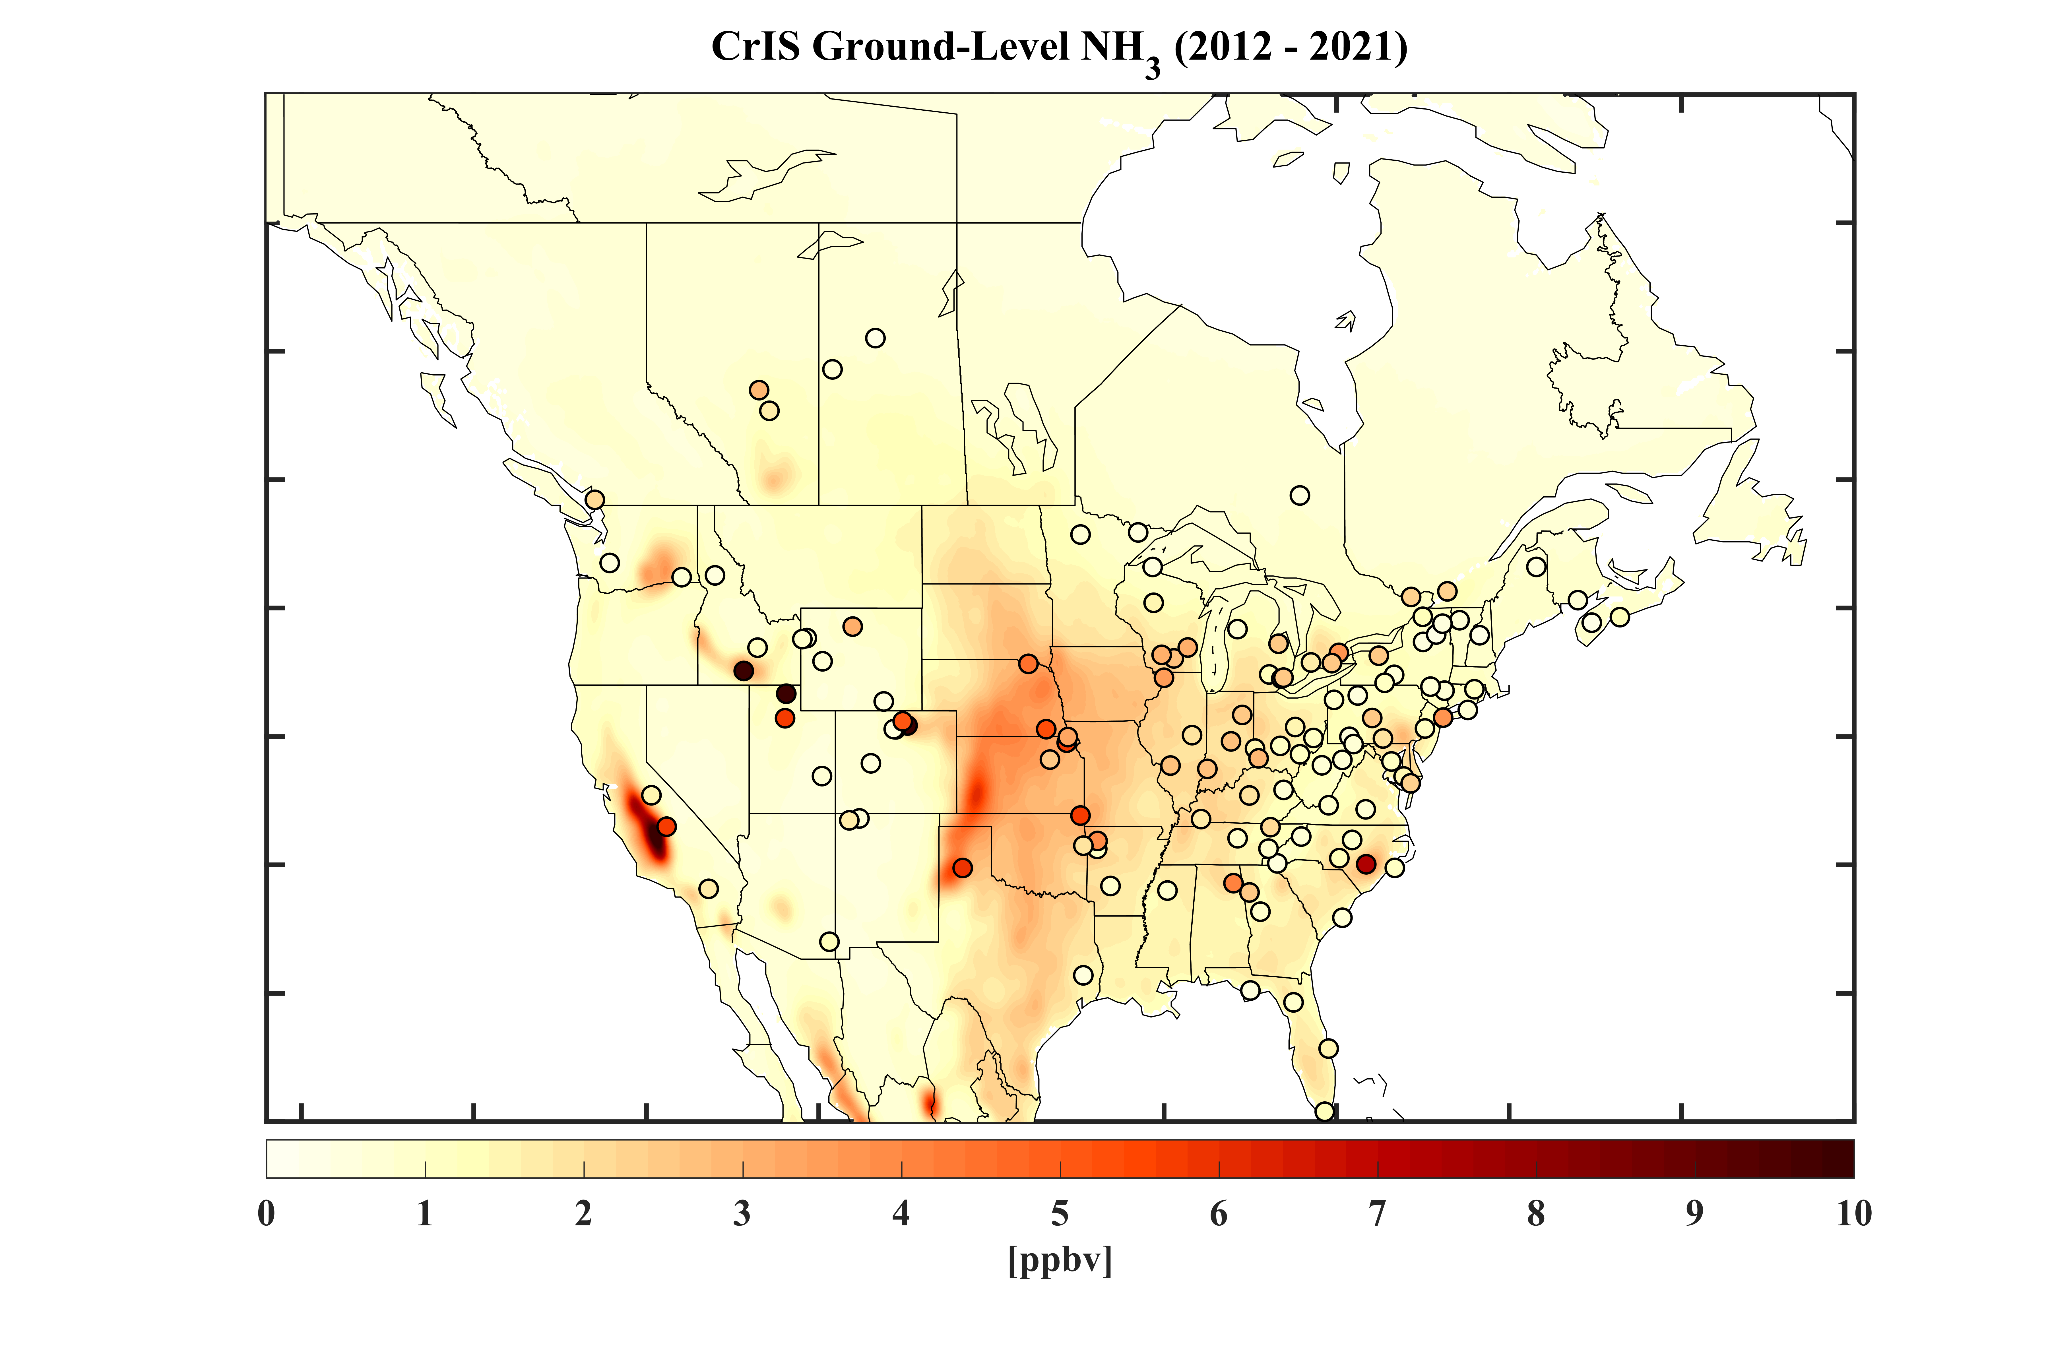 CrIS Ground-Level NH₃ (2012 - 2021)
0 1 2 3 4 5 6 7 8 9 10
[ppbv]